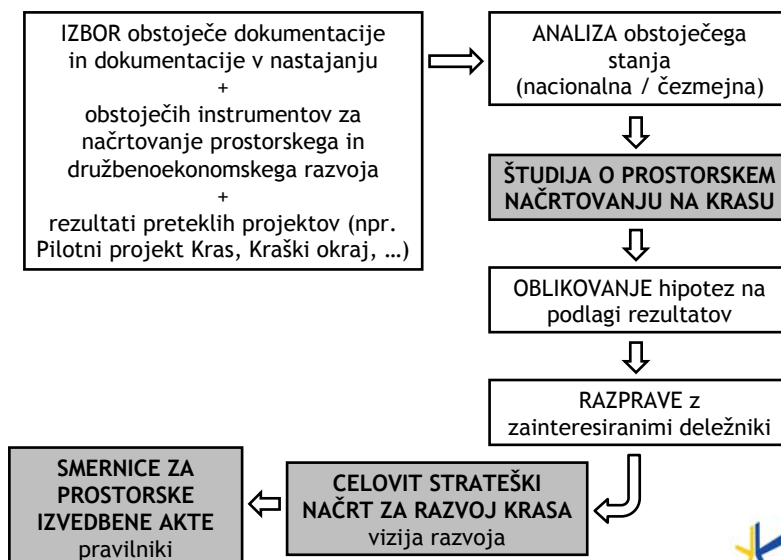 IZBOR obstoječe dokumentacije
in dokumentacije v nastajanju
+
obstoječih instrumentov za
načrtovanje prostorskega in
družbenoekonomskega razvoja
+
rezultati preteklih projektov (npr.
Pilotni projekt Kras, Kraški okraj, …)
ANALIZA obstoječega
stanja
(nacionalna / čezmejna)
ŠTUDIJA O PROSTORSKEM
NAČRTOVANJU NA KRASU
OBLIKOVANJE hipotez na
podlagi rezultatov
RAZPRAVE z
zainteresiranimi deležniki
CELOVIT STRATEŠKI
NAČRT ZA RAZVOJ KRASA
vizija razvoja
SMERNICE ZA
PROSTORSKE
IZVEDBENE AKTE
pravilniki